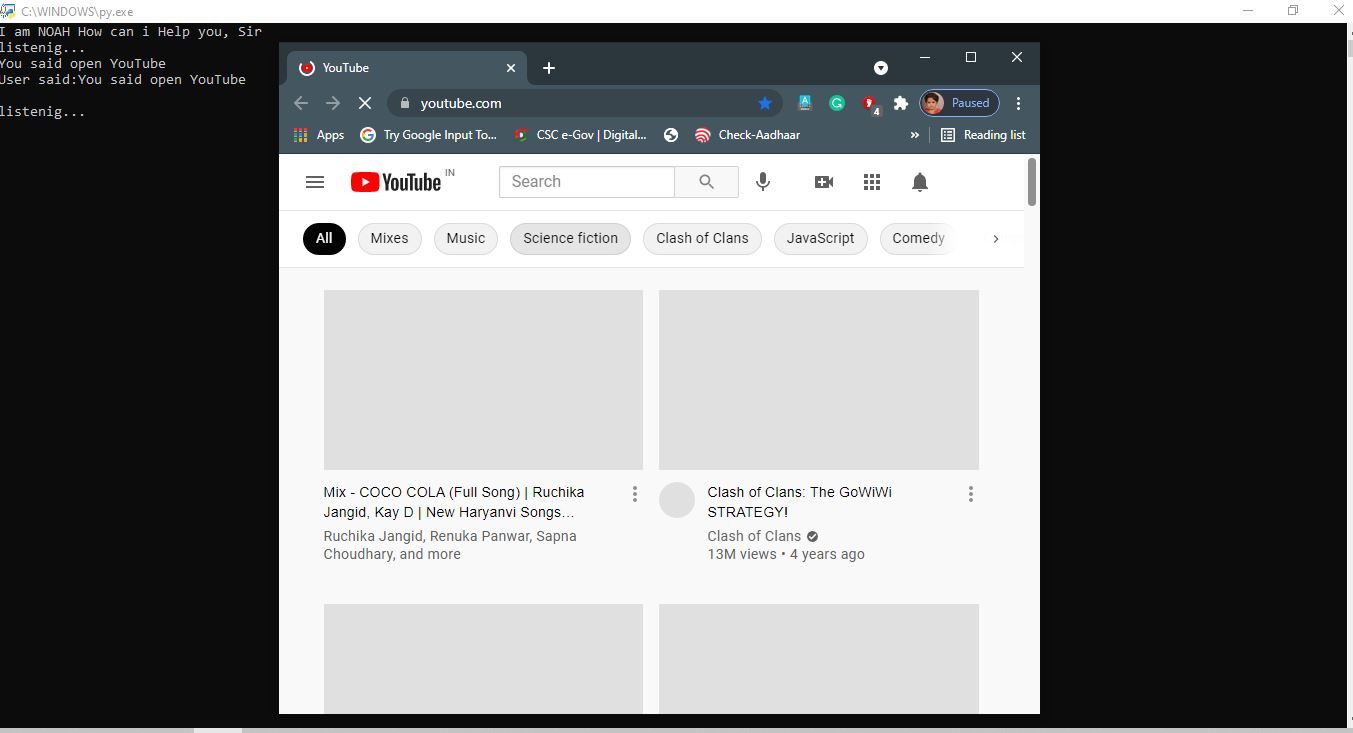 C:\WINDOWS\py.exe
I am NOAH How can i Help you, Sir
listenig...
You said open YouTube
User said:You said open YouTube
listenig...
YouTube
youtube.com
4
Paused
Apps
Try Google Input To...
CSC e-Gov | Digital...
Check-Aadhaar
»
Reading list
YouTube IN
Search
All
Mixes
Music
Science fiction
Clash of Clans
JavaScript
Comedy
Mix - COCO COLA (Full Song) | Ruchika
Jangid, Kay D | New Haryanvi Songs...
Ruchika Jangid, Renuka Panwar, Sapna
Choudhary, and more
Clash of Clans: The GoWiWi
STRATEGY!
Clash of Clans
13M views • 4 years ago